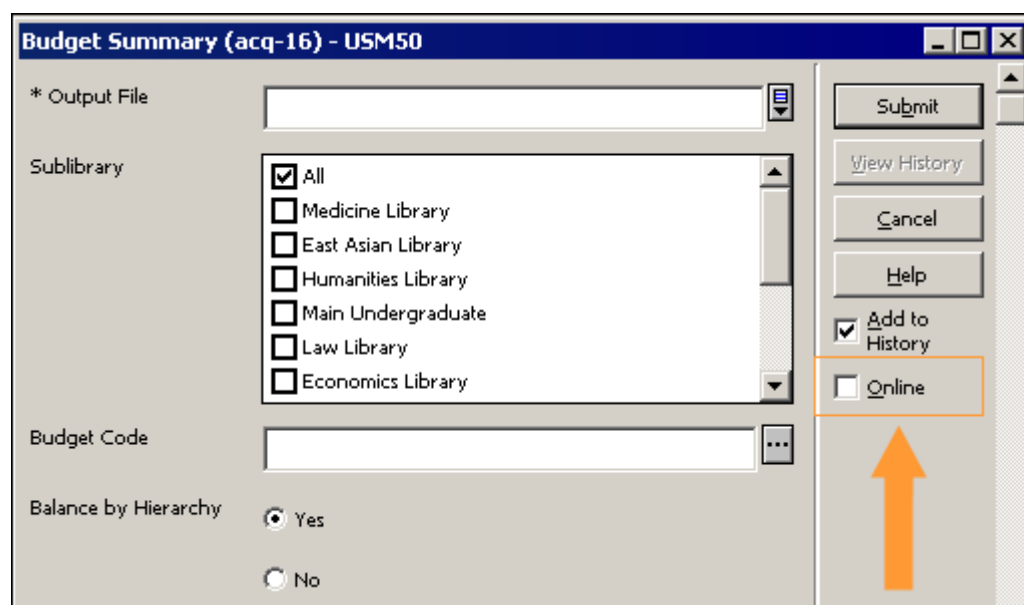 Budget Summary (acq-16) - USM50
* Output File
Submit
Sublibrary
All
Medicine Library
East Asian Library
Humanities Library
Main Undergraduate
Law Library
Economics Library
View History
Cancel
Help
Add to
History
Online
Budget Code
...
Balance by Hierarchy
Yes
No